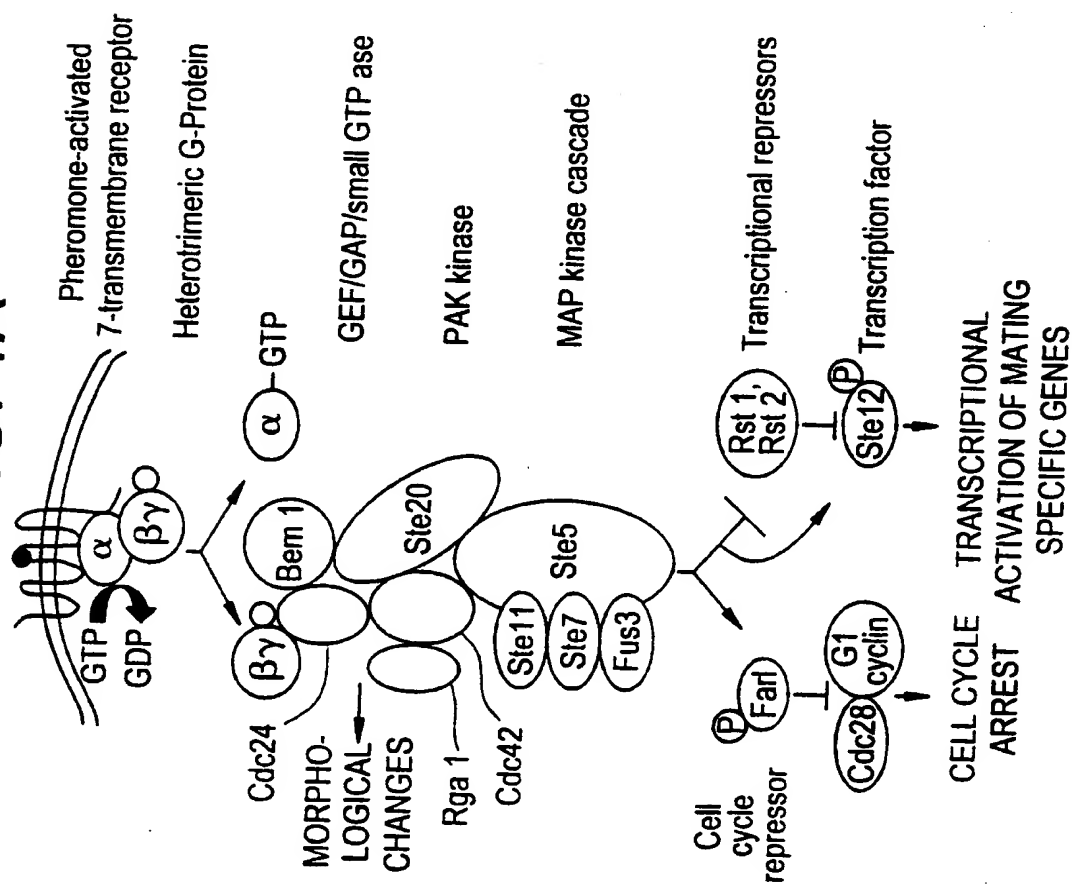 Pheromone-activated
7-transmembrane receptor
Heterotrimeric G-Protein
GEF/GAP/small GTP ase
PAK kinase
MAP kinase cascade
Transcriptional repressors
Transcription factor
GTP
GDP
α
βγ
α
GTP
βγ
Bem 1
Ste20
Cdc24
MORPHO-
LOGICAL
CHANGES
Rga 1
Cdc42
Ste11
Ste7
Fus3
Ste5
Cell
cycle
repressor
P
Farl
Cdc28
G1
cyclin
CELL CYCLE
ARREST
Rst 1,
Rst 2
P
Ste12
TRANSCRIPTIONAL
ACTIVATION OF MATING
SPECIFIC GENES